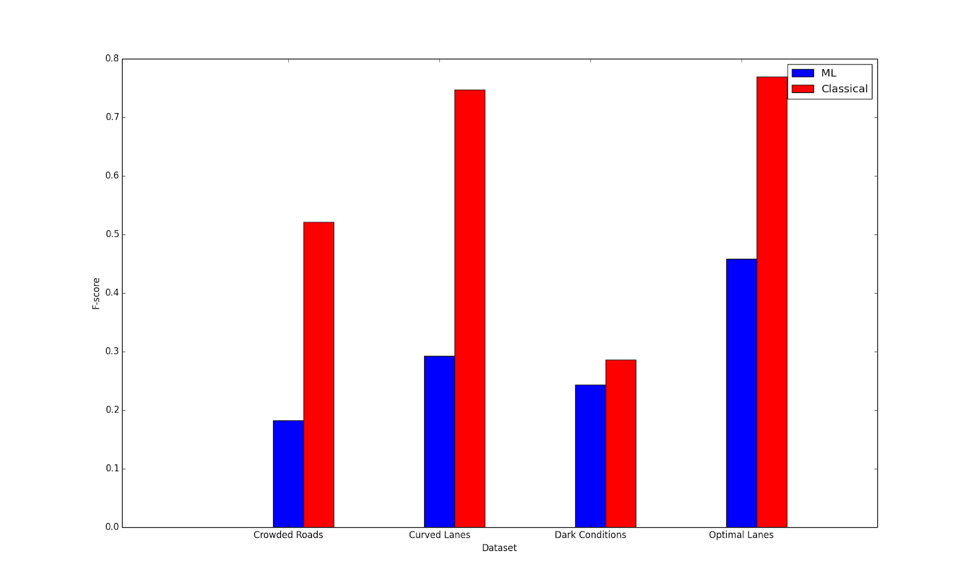 0.8
0.7
0.6
0.5
0.4
0.3
0.2
0.1
0.0
F-score
ML
Classical
Crowded Roads
Curved Lanes
Dark Conditions
Optimal Lanes
Dataset